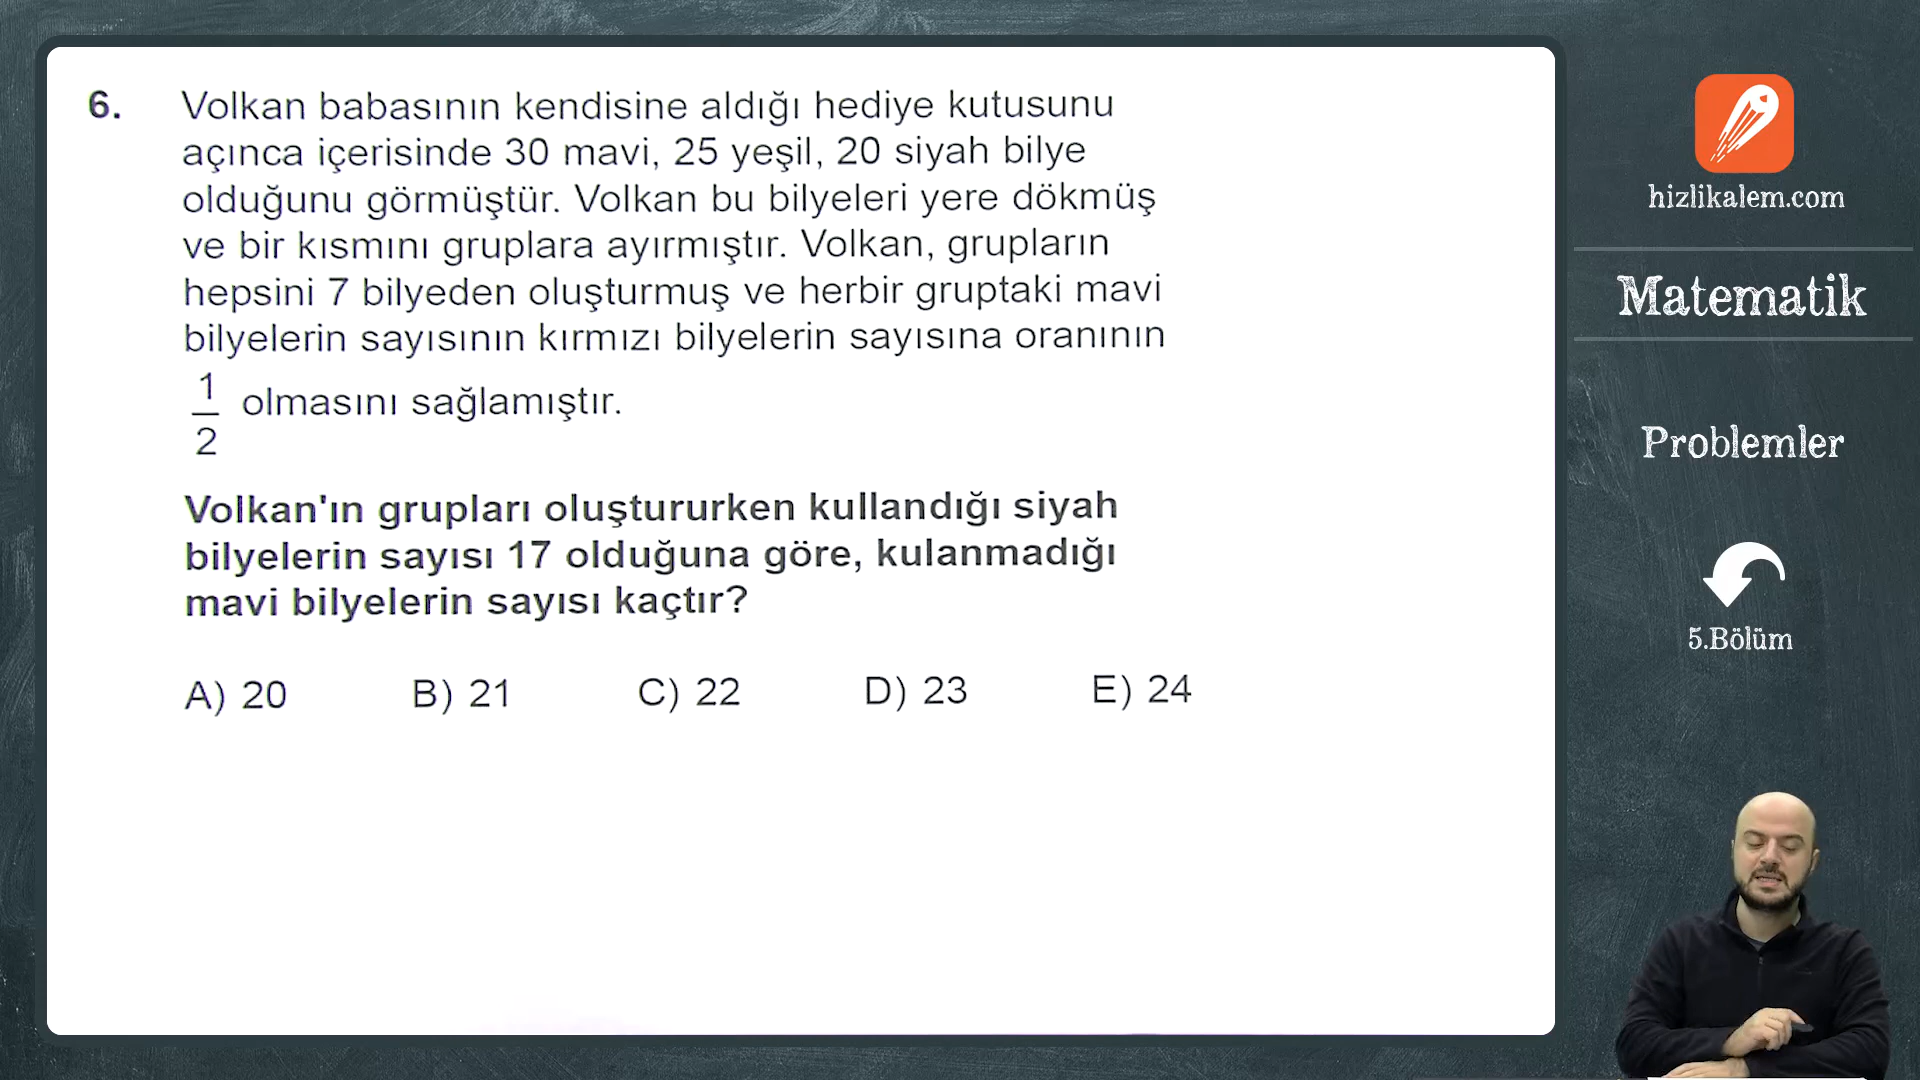 6. Volkan babasının kendisine aldığı hediye kutusunu
açınca içerisinde 30 mavi, 25 yeşil, 20 siyah bilye
olduğunu görmüştür. Volkan bu bilyeleri yere dökmüş
ve bir kısmını gruplara ayırmıştır. Volkan, grupların
hepsini 7 bilyeden oluşturmuş ve herbir gruptaki mavi
bilyelerin sayısının kırmızı bilyelerin sayısına oranının
1/2 olmasını sağlamıştır.
Volkan'ın grupları oluştururken kullandığı siyah
bilyelerin sayısı 17 olduğuna göre, kulanmadığı
mavi bilyelerin sayısı kaçtır?
A) 20 B) 21 C) 22 D) 23 E) 24
hizlikalem.com
Matematik
Problemler
5.Bölüm